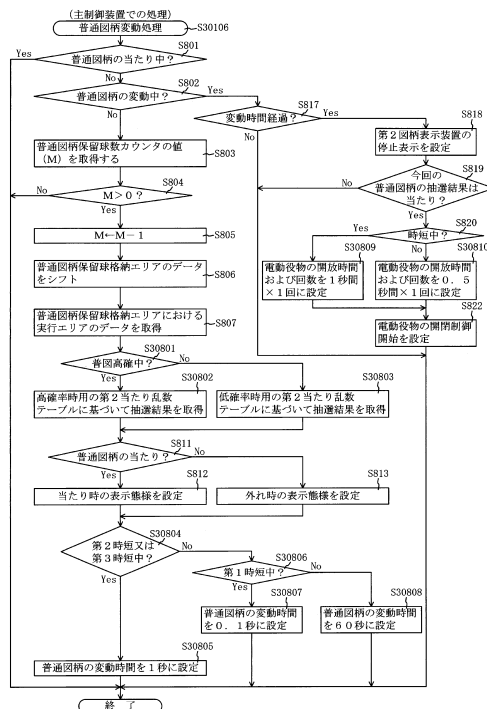 (主制御装置での処理)
普通図柄変動処理
S30106
S801
普通図柄の当たり中?
Yes
No
S802
普通図柄の変動中?
Yes
No
S817
変動時間経過?
Yes
No
S818
第2図柄表示装置の
停止表示を設定
S819
今回の
普通図柄の抽選結果は
当たり?
No
Yes
S820
時短中?
Yes
No
S30809
電動役物の開放時間
および回数を1秒間
×1回に設定
S30810
電動役物の開放時間
および回数を0.5
秒間×1回に設定
S822
電動役物の開閉制御
開始を設定
普通図柄保留球数カウンタの値
(M)を取得する
S803
S804
M>0?
No
Yes
M←M-1
S805
普通図柄保留球格納エリアのデータ
をシフト
S806
普通図柄保留球格納エリアにおける
実行エリアのデータを取得
S807
S30801
普図高確中?
Yes
No
S30802
高確率時用の第2当たり乱数
テーブルに基づいて抽選結果を取得
S30803
低確率時用の第2当たり乱数
テーブルに基づいて抽選結果を取得
S811
普通図柄の当たり?
Yes
No
S812
当たり時の表示態様を設定
S813
外れ時の表示態様を設定
S30804
第2時短又は
第3時短中?
Yes
No
S30806
第1時短中?
Yes
No
S30807
普通図柄の変動時間
を0.1秒に設定
S30808
普通図柄の変動時間
を60秒に設定
S30805
普通図柄の変動時間を1秒に設定
終 了